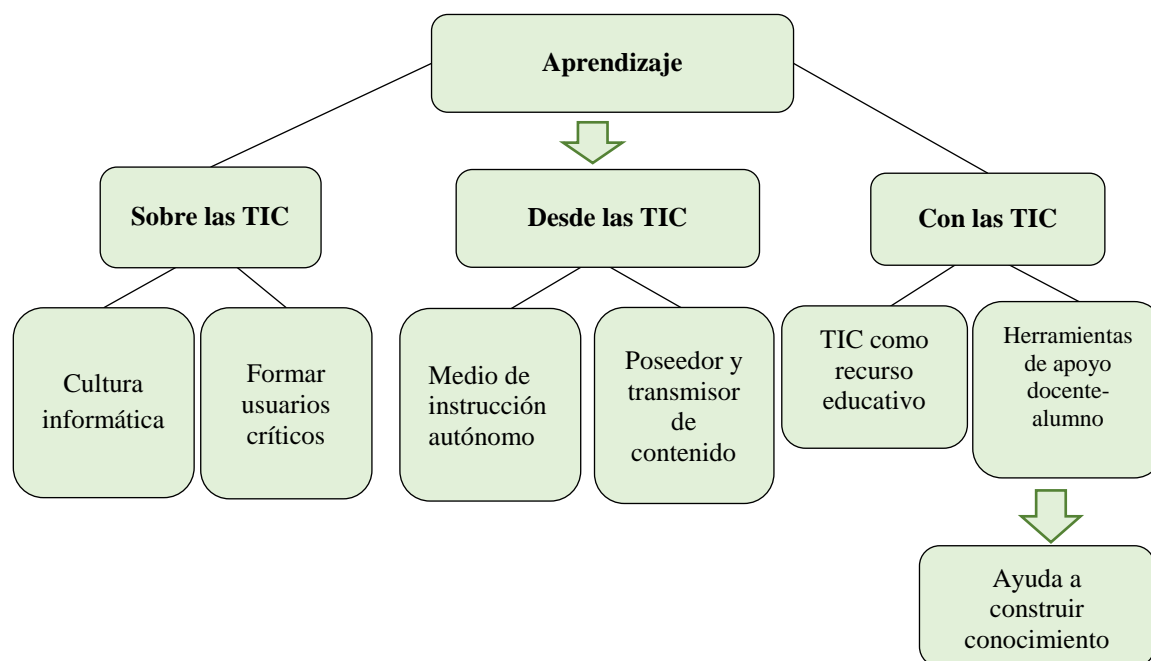 Aprendizaje
Sobre las TIC
Desde las TIC
Con las TIC
Cultura
informática
Formar
usuarios
críticos
Medio de
instrucción
autónomo
Poseedor y
transmisor
de
contenido
TIC como
recurso
educativo
Herramientas
de apoyo
docente-
alumno
Ayuda a
construir
conocimiento